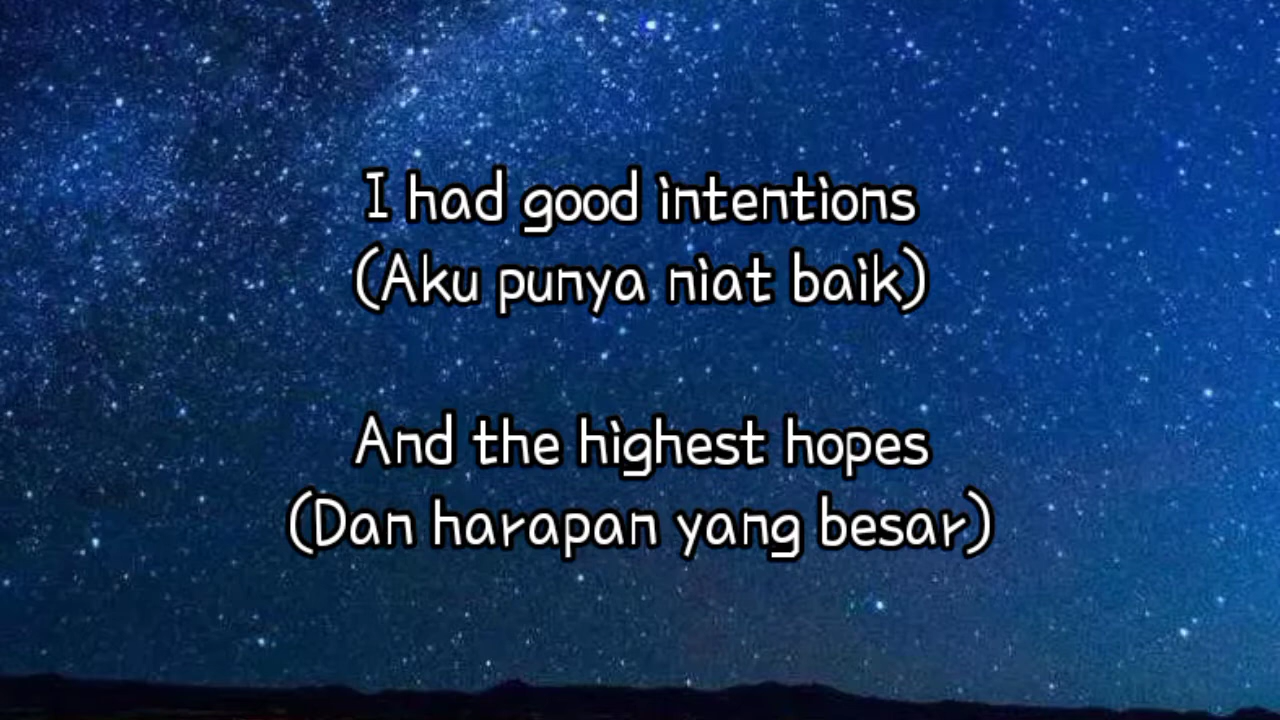 I had good intentions
(Aku punya niat baik)
And the highest hopes
(Dan harapan yang besar)